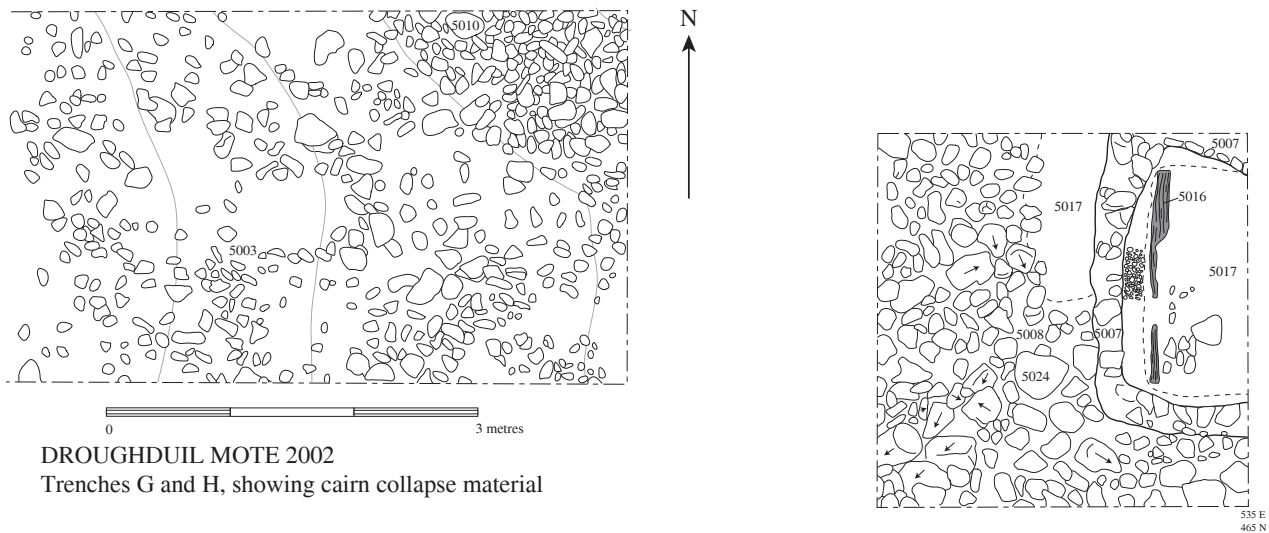 5010
N
5007
5016
5017
5017
5003
5008
5007
5024
0
3 metres
DROUGHDUIL MOTE 2002
Trenches G and H, showing cairn collapse material
535 E
465 N